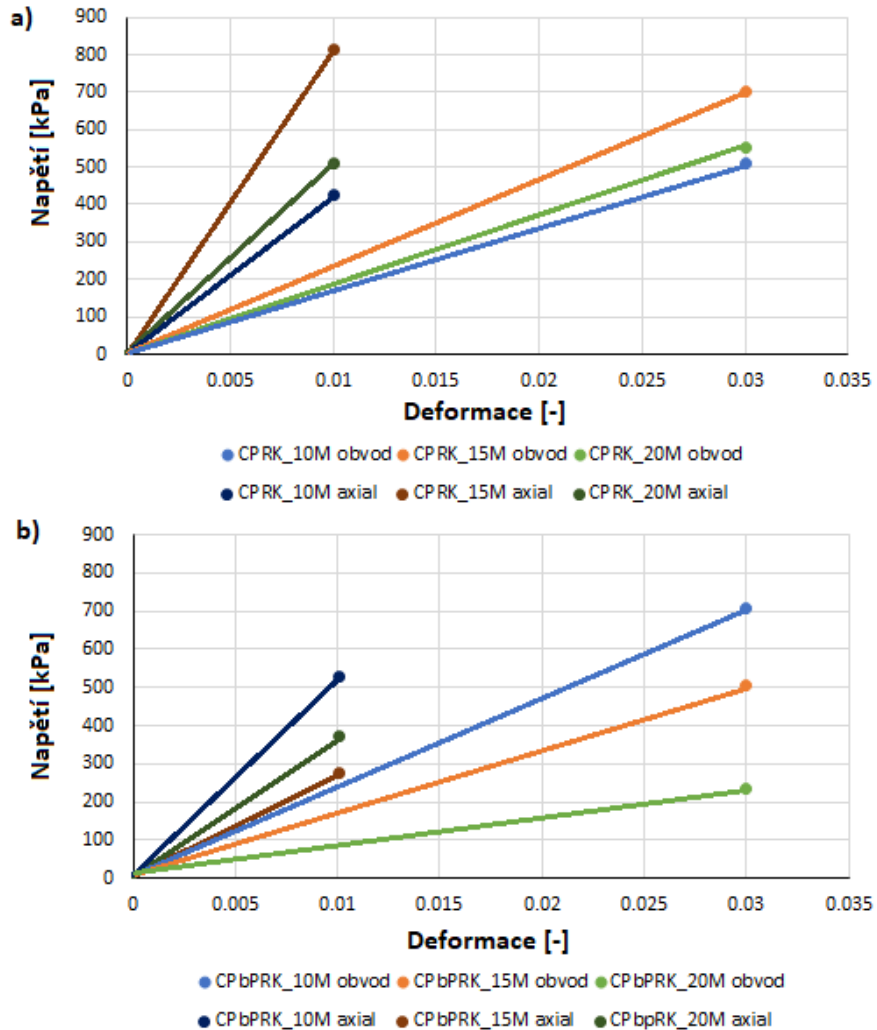 a)
Napětí [kPa]
900
800
700
600
500
400
300
200
100
0
0 0.005 0.01 0.015 0.02 0.025 0.03 0.035
Deformace [-]
CPRK_10M obvod CPRK_15M obvod CPRK_20M obvod
CPRK_10M axial CPRK_15M axial CPRK_20M axial
b)
Napětí [kPa]
900
800
700
600
500
400
300
200
100
0
0 0.005 0.01 0.015 0.02 0.025 0.03 0.035
Deformace [-]
CPbPRK_10M obvod CPbPRK_15M obvod CPbPRK_20M obvod
CPbPRK_10M axial CPbPRK_15M axial CPbpRK_20M axial